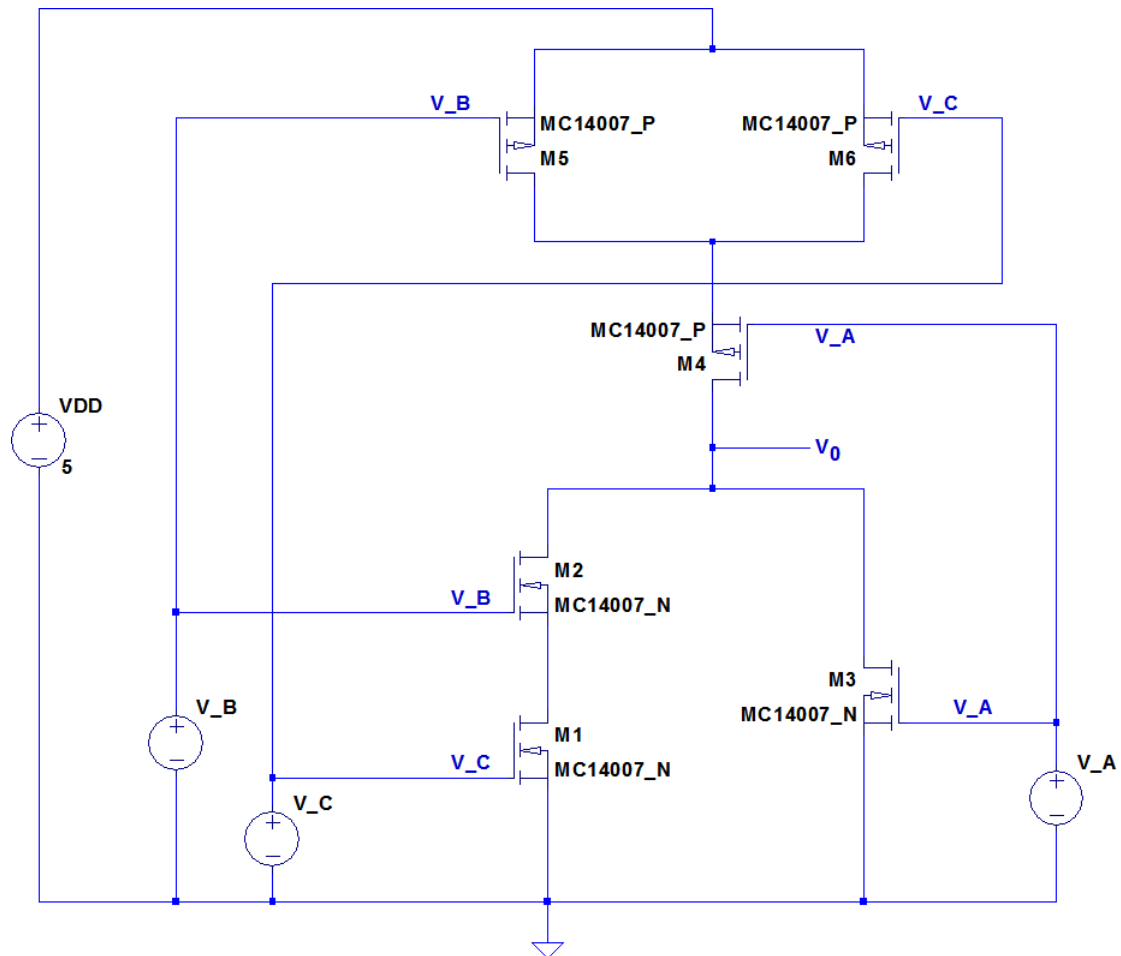 V_B
V_C
MC14007_P
MC14007_P
M5
M6
MC14007_P
V_A
M4
VDD
+
−
5
V0
M2
V_B
MC14007_N
M3
V_B
+
−
MC14007_N
V_A
M1
V_C
MC14007_N
V_A
+
−
V_C
+
−